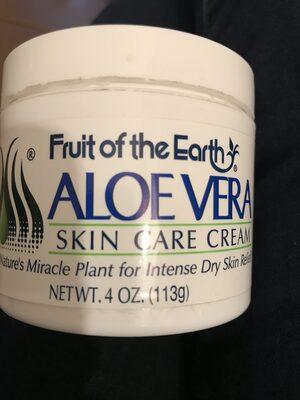 Fruit of the Earth®
®
ALOE VERA
SKIN CARE CREAM
Nature's Miracle Plant for Intense Dry Skin Relief
NET WT. 4 OZ. (113g)